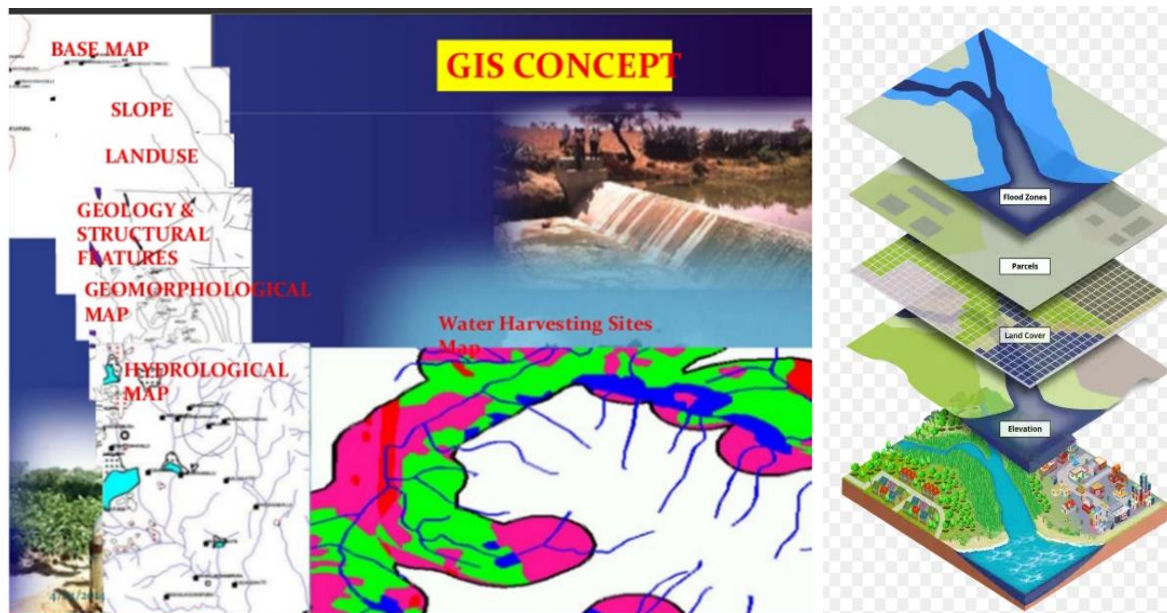 BASE MAP
GIS CONCEPT
SLOPE
LANDUSE
GEOLOGY &
STRUCTURAL
FEATURES
GEOMORPHOLOGICAL
MAP
Water Harvesting Sites
Map
HYDROLOGICAL
MAP
Flood Zones
Parcels
Land Cover
Elevation